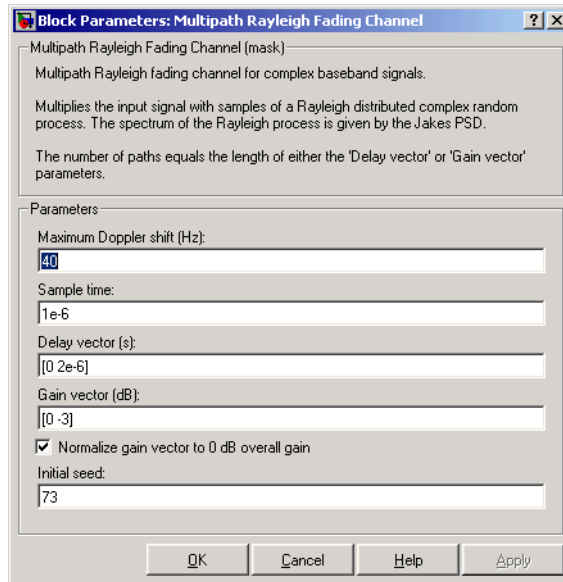 Block Parameters: Multipath Rayleigh Fading Channel
Multipath Rayleigh Fading Channel (mask)
Multipath Rayleigh fading channel for complex baseband signals.
Multiplies the input signal with samples of a Rayleigh distributed complex random
process. The spectrum of the Rayleigh process is given by the Jakes PSD.
The number of paths equals the length of either the 'Delay vector' or 'Gain vector'
parameters.
Parameters
Maximum Doppler shift (Hz):
40
Sample time:
1e-6
Delay vector (s):
[0 2e-6]
Gain vector (dB):
[0 -3]
Normalize gain vector to 0 dB overall gain
Initial seed:
73
OK Cancel Help Apply